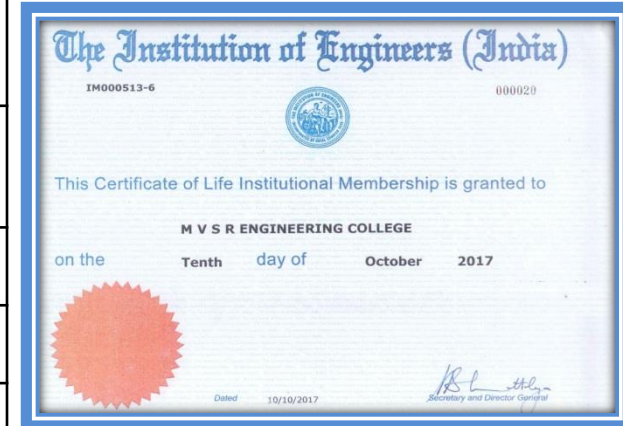 The Institution of Engineers (India)
IM000513-6 000020
This Certificate of Life Institutional Membership is granted to
M V S R ENGINEERING COLLEGE
on the Tenth day of October 2017
Secretary and Director General
Dated 10/10/2017